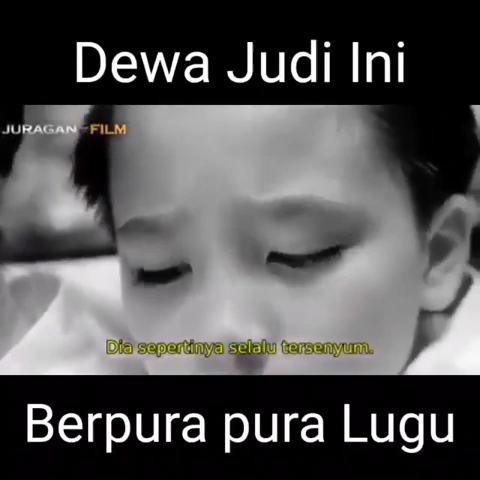 Dewa Judi Ini
JURAGAN FILM
Dia sepertinya selalu tersenyum.
Berpura pura Lugu